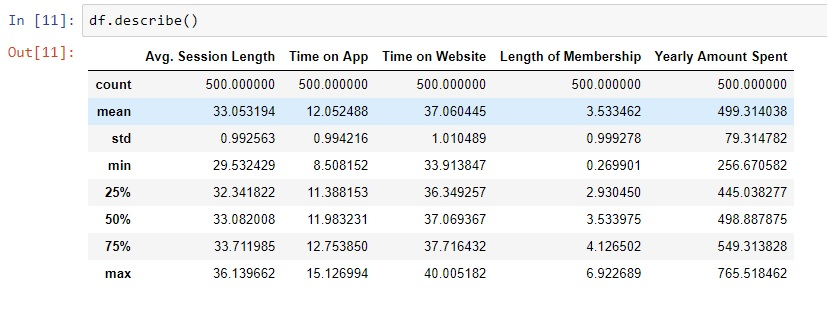 In [11]: df.describe()
Out[11]:
Avg. Session Length Time on App Time on Website Length of Membership Yearly Amount Spent
count 500.000000 500.000000 500.000000 500.000000 500.000000
mean 33.053194 12.052488 37.060445 3.533462 499.314038
std 0.992563 0.994216 1.010489 0.999278 79.314782
min 29.532429 8.508152 33.913847 0.269901 256.670582
25% 32.341822 11.388153 36.349257 2.930450 445.038277
50% 33.082008 11.983231 37.069367 3.533975 498.887875
75% 33.711985 12.753850 37.716432 4.126502 549.313828
max 36.139662 15.126994 40.005182 6.922689 765.518462